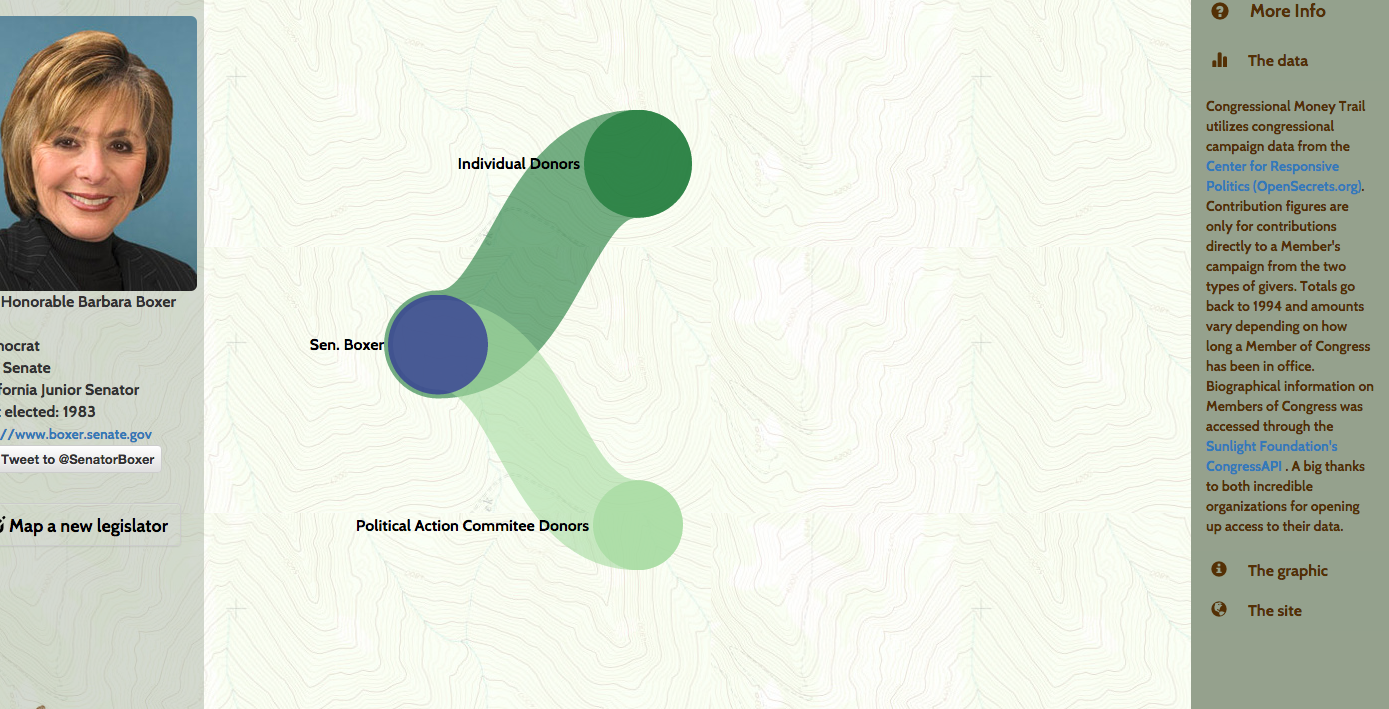 Honorable Barbara Boxer
nocrat
Senate
fornia Junior Senator
t elected: 1983
://www.boxer.senate.gov
Tweet to @SenatorBoxer
Map a new legislator
Individual Donors
Sen. Boxer
Political Action Commitee Donors
More Info
The data
Congressional Money Trail
utilizes congressional
campaign data from the
Center for Responsive
Politics (OpenSecrets.org).
Contribution figures are
only for contributions
directly to a Member's
campaign from the two
types of givers. Totals go
back to 1994 and amounts
vary depending on how
long a Member of Congress
has been in office.
Biographical information on
Members of Congress was
accessed through the
Sunlight Foundation's
CongressAPI . A big thanks
to both incredible
organizations for opening
up access to their data.
The graphic
The site